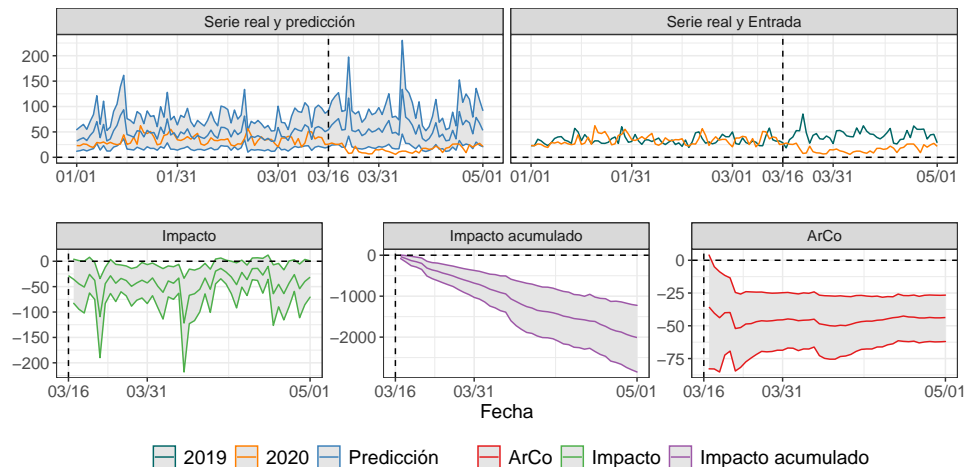 Serie real y predicción
Serie real y Entrada
200
150
100
50
0
01/01 01/31 03/01 03/16 03/31 05/01
01/01 01/31 03/01 03/16 03/31 05/01
Impacto
Impacto acumulado
ArCo
0
−50
−100
−150
−200
03/16 03/31 05/01
0
−1000
−2000
03/16 03/31 05/01
0
−25
−50
−75
03/16 03/31 05/01
Fecha
2019 2020 Predicción ArCo Impacto Impacto acumulado